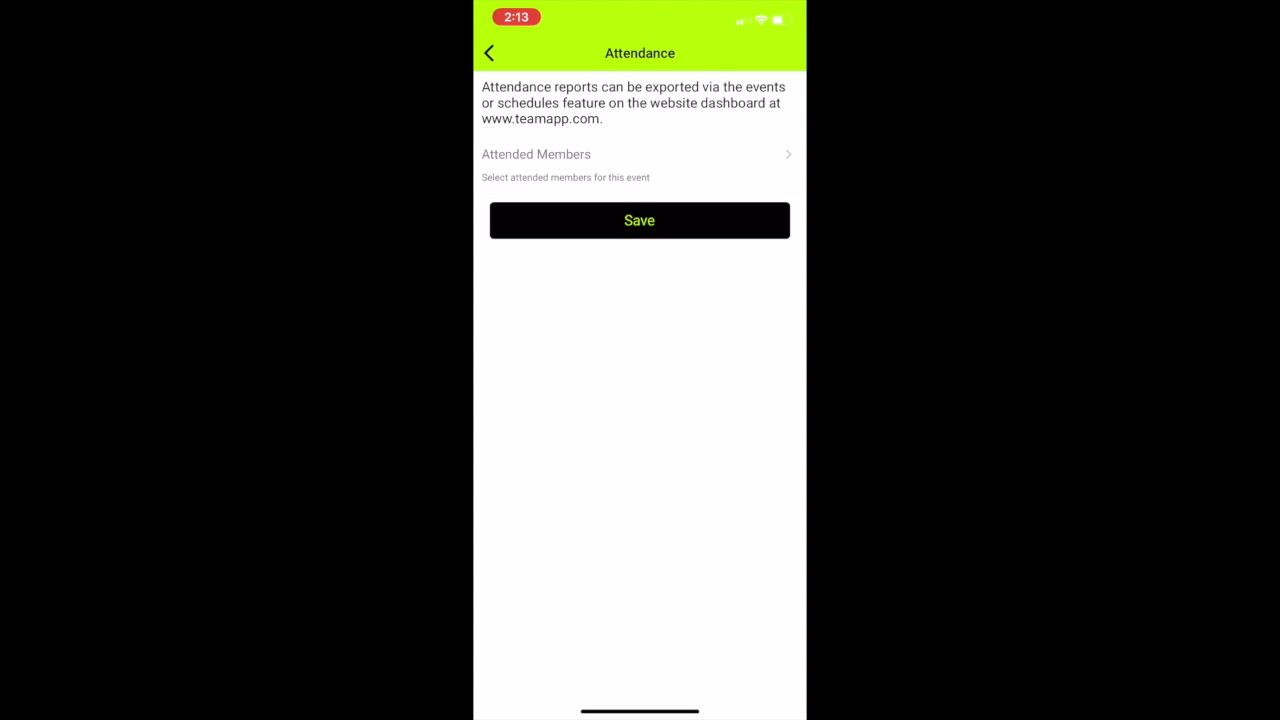 2:13
Attendance
Attendance reports can be exported via the events
or schedules feature on the website dashboard at
www.teamapp.com.
Attended Members
Select attended members for this event
Save